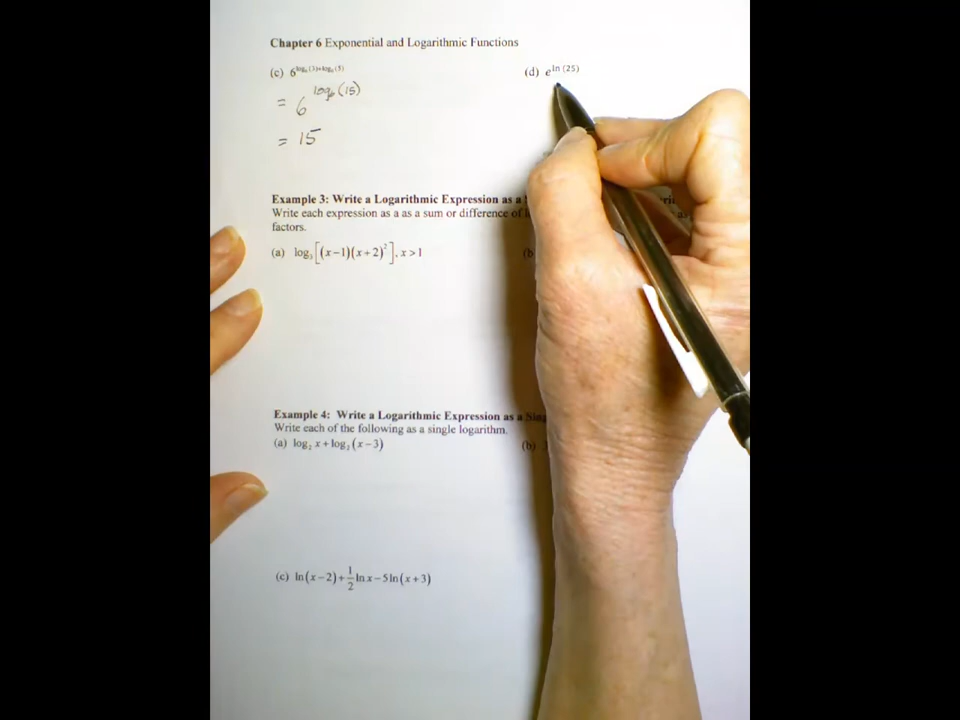 Chapter 6 Exponential and Logarithmic Functions
(c) 6^{log₆(3)+log₆(5)} (d) e^{ln(25)}
= 6^{log₆(15)}
= 15
Example 3: Write a Logarithmic Expression as a
Write each expression as a as a sum or difference of
factors.
(a) log₃[(x−1)(x+2)²], x>1 (b
Example 4: Write a Logarithmic Expression as a Sing
Write each of the following as a single logarithm.
(a) log₂ x+log₂(x−3) (b)
(c) ln(x−2)+1/2 ln x−5ln(x+3)